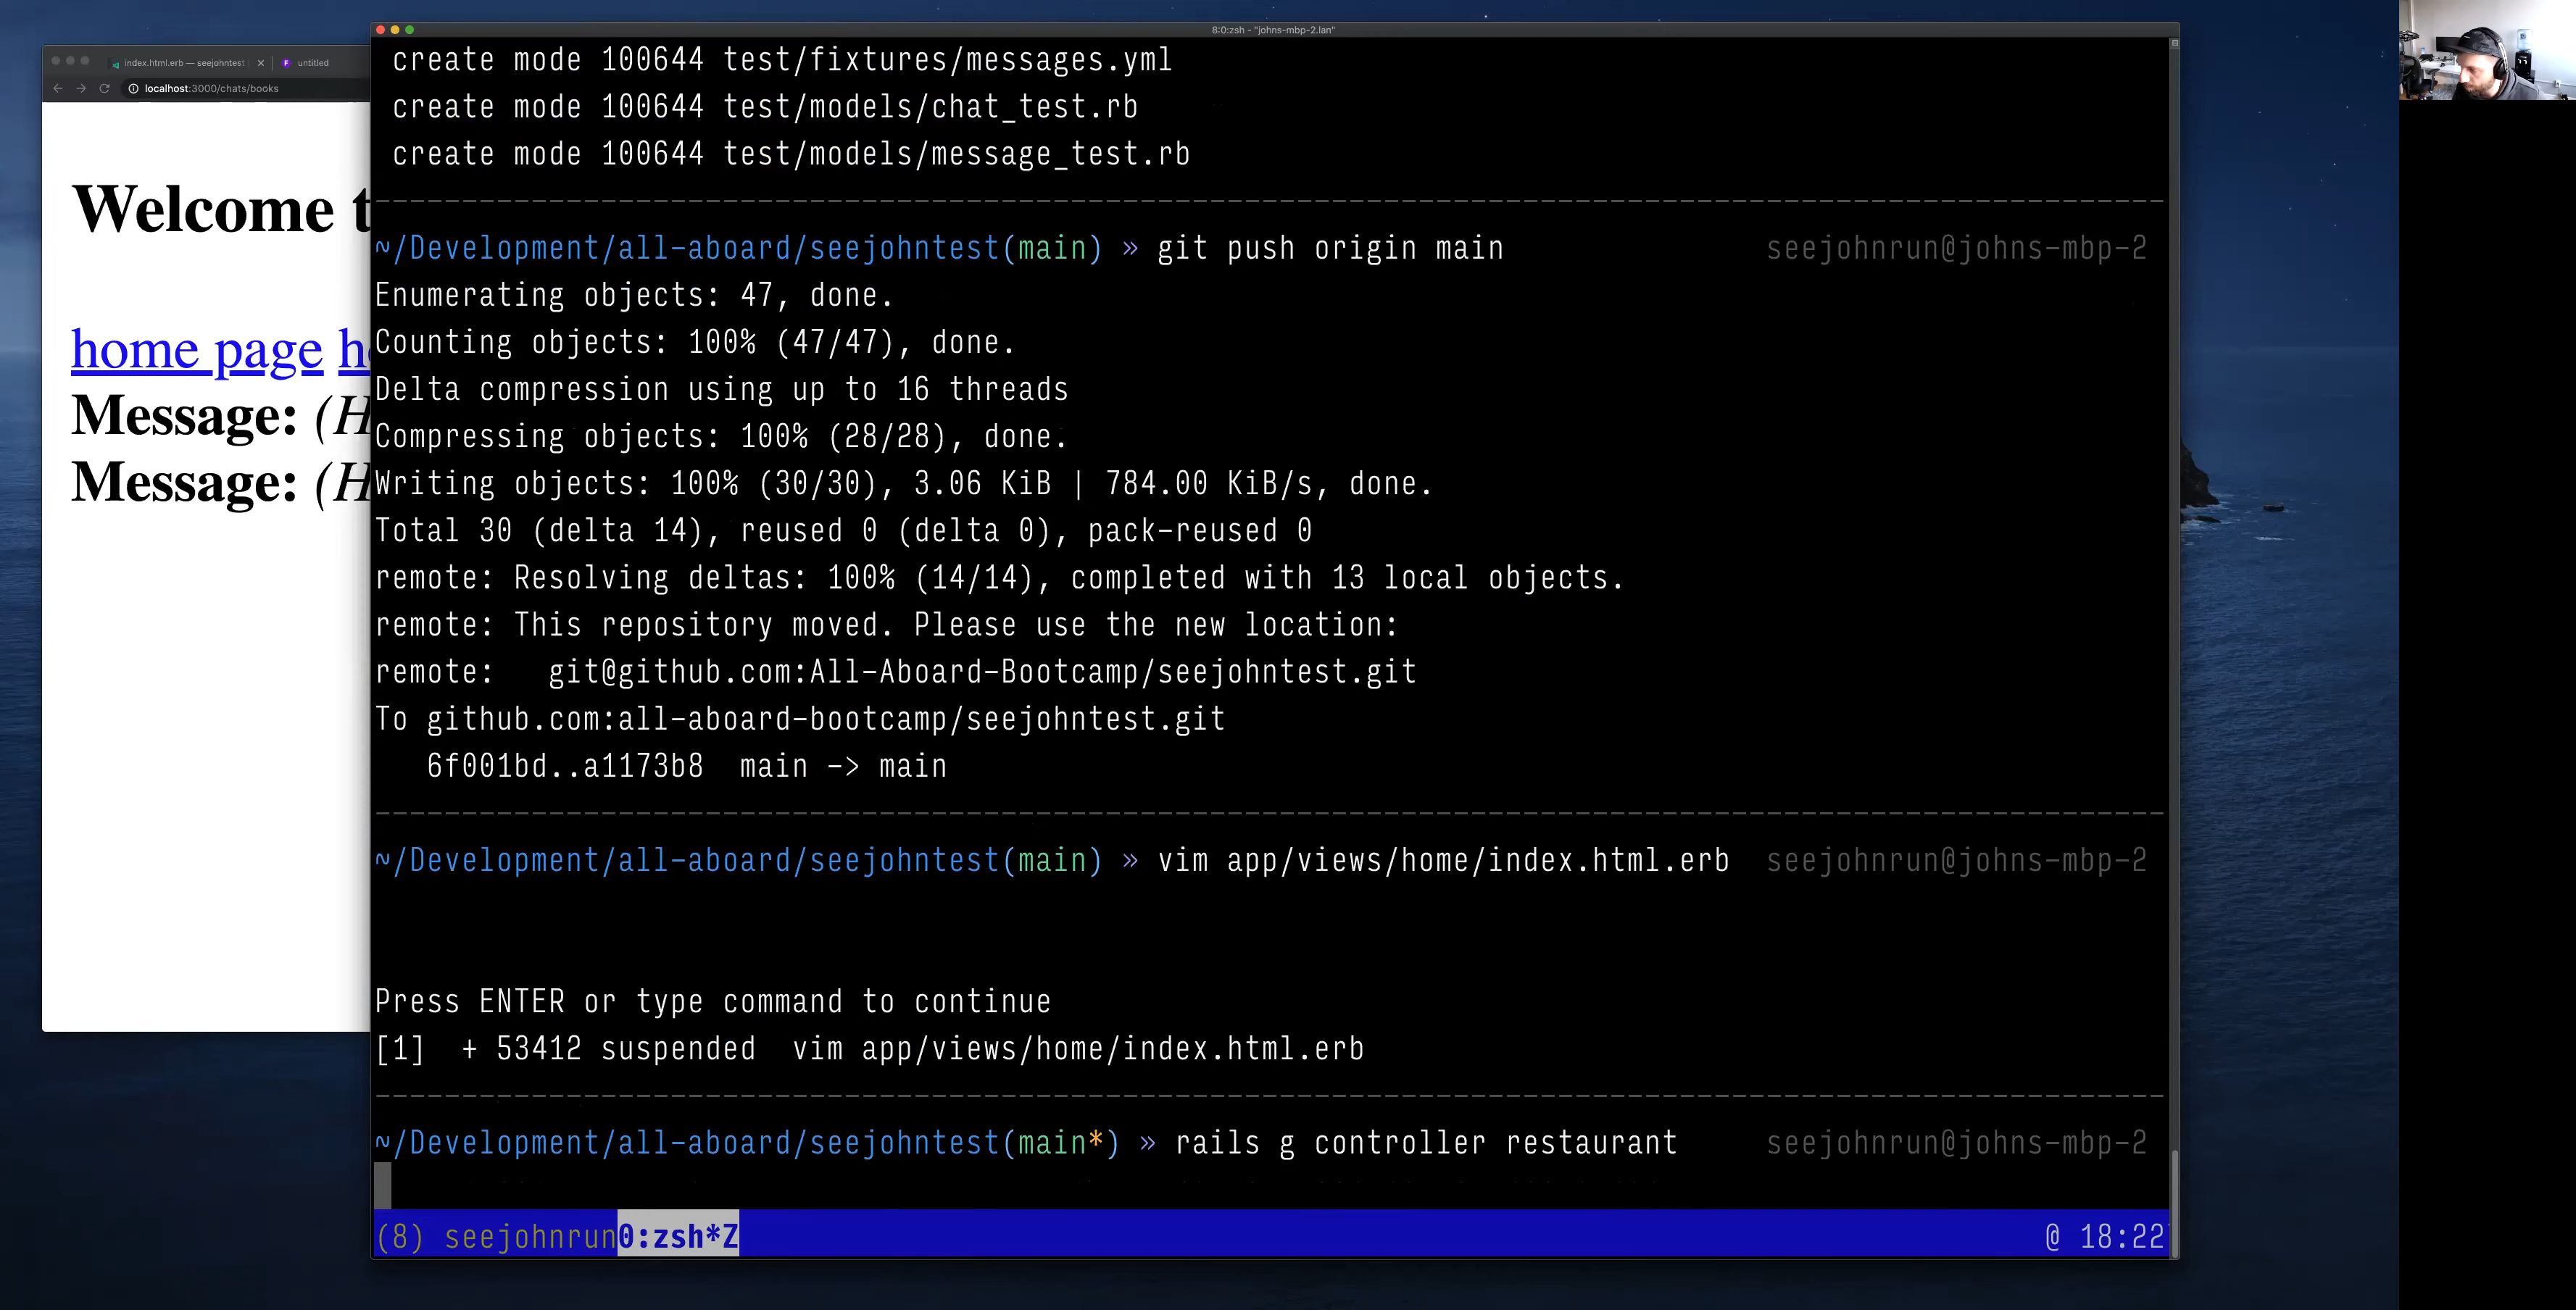 8:0:zsh - "johns-mbp-2.lan"
index.html.erb — seejohntest
untitled
localhost:3000/chats/books
Welcome t
home page h
Message: (H
Message: (H
create mode 100644 test/fixtures/messages.yml
create mode 100644 test/models/chat_test.rb
create mode 100644 test/models/message_test.rb
~/Development/all-aboard/seejohntest(main) » git push origin main seejohnrun@johns-mbp-2
Enumerating objects: 47, done.
Counting objects: 100% (47/47), done.
Delta compression using up to 16 threads
Compressing objects: 100% (28/28), done.
Writing objects: 100% (30/30), 3.06 KiB | 784.00 KiB/s, done.
Total 30 (delta 14), reused 0 (delta 0), pack-reused 0
remote: Resolving deltas: 100% (14/14), completed with 13 local objects.
remote: This repository moved. Please use the new location:
remote:   git@github.com:All-Aboard-Bootcamp/seejohntest.git
To github.com:all-aboard-bootcamp/seejohntest.git
   6f001bd..a1173b8  main -> main
~/Development/all-aboard/seejohntest(main) » vim app/views/home/index.html.erb seejohnrun@johns-mbp-2
Press ENTER or type command to continue
[1]  + 53412 suspended  vim app/views/home/index.html.erb
~/Development/all-aboard/seejohntest(main*) » rails g controller restaurant seejohnrun@johns-mbp-2
(8) seejohnrun 0:zsh*Z @ 18:22